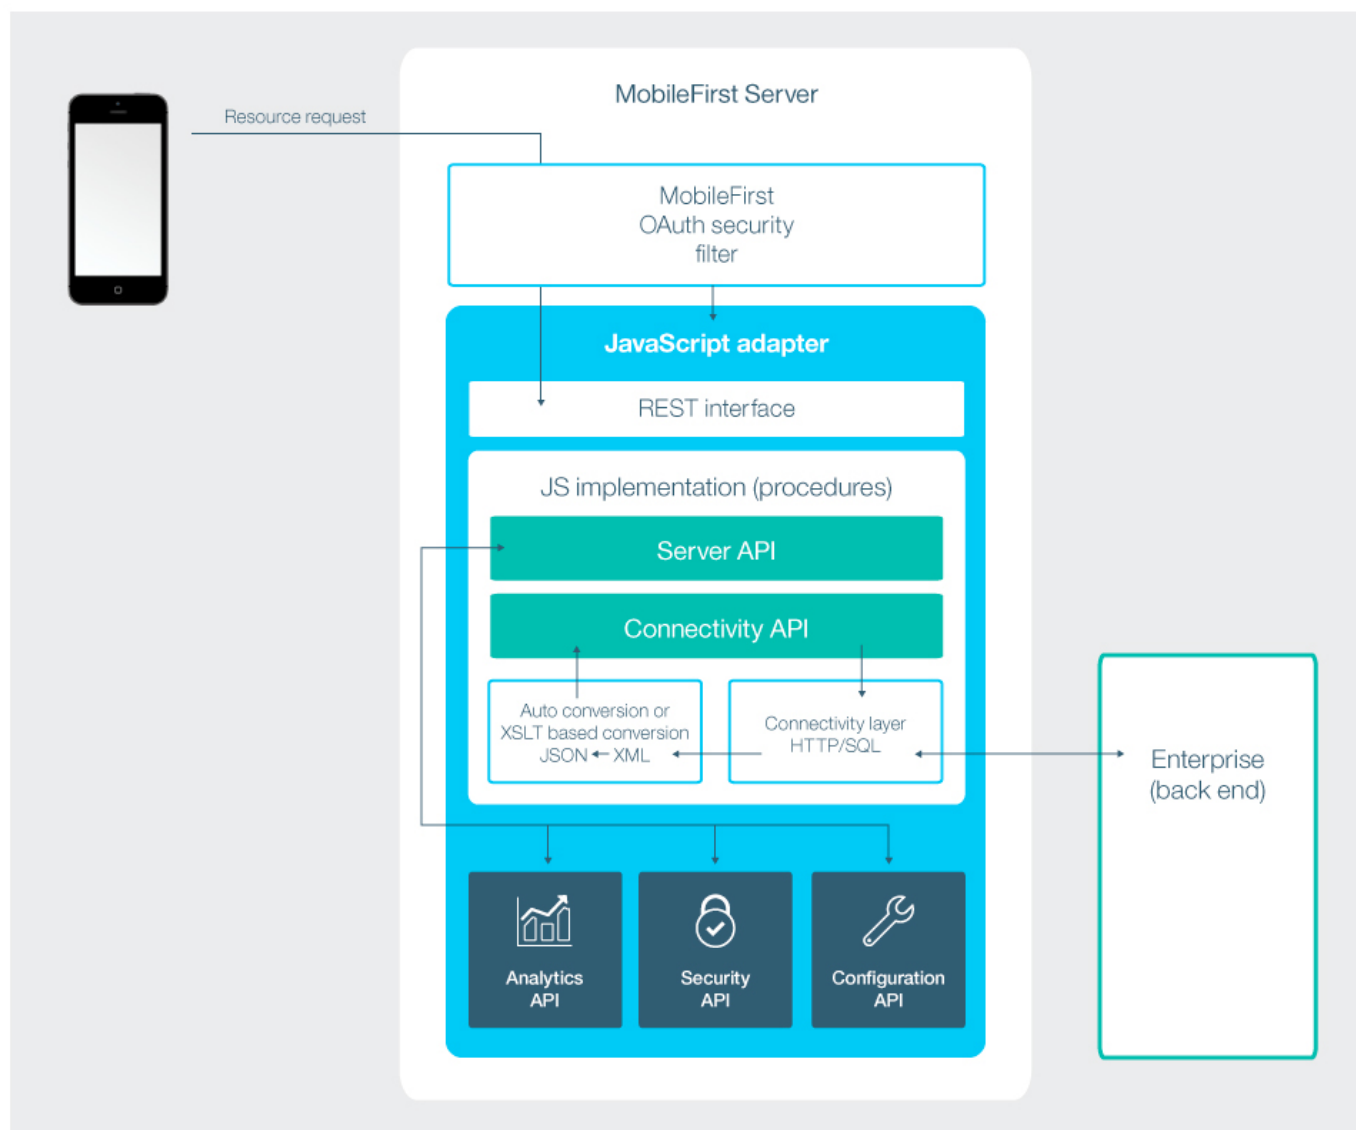 MobileFirst Server
Resource request
MobileFirst
OAuth security
filter
JavaScript adapter
REST interface
JS implementation (procedures)
Server API
Connectivity API
Auto conversion or
XSLT based conversion
JSON ← XML
Connectivity layer
HTTP/SQL
Enterprise
(back end)
Analytics
API
Security
API
Configuration
API